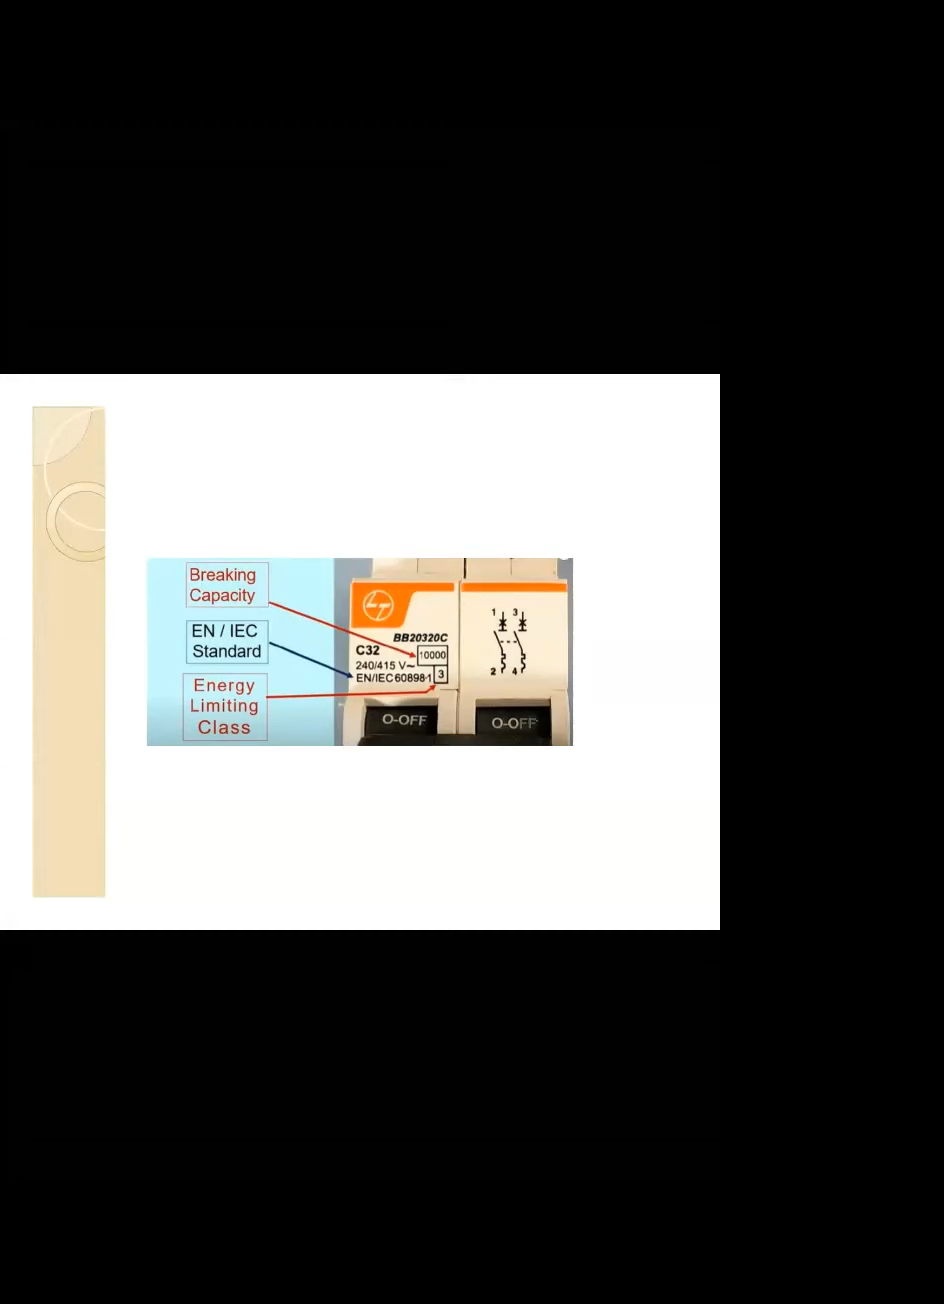 Breaking
Capacity
EN / IEC
Standard
Energy
Limiting
Class
BB20320C
C32
10000
240/415 V~
3
EN/IEC 60898-1
O-OFF
1 3
2 4
O-OFF